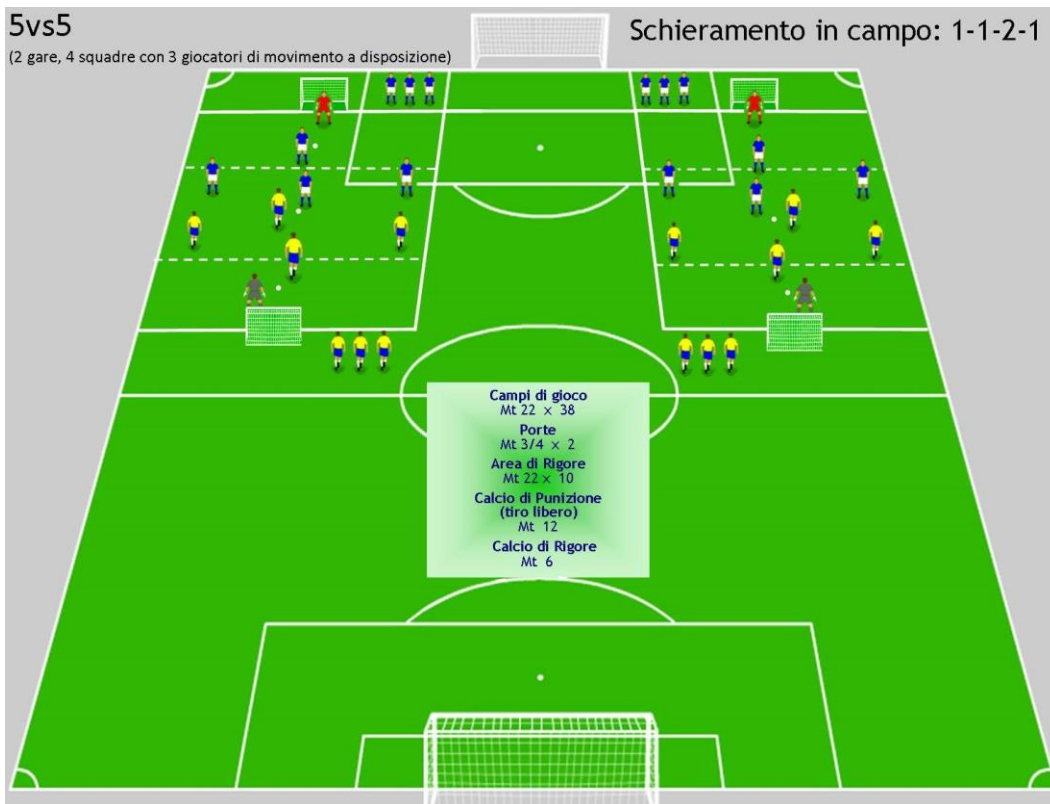 5vs5
(2 gare, 4 squadre con 3 giocatori di movimento a disposizione)
Schieramento in campo: 1-1-2-1
Campi di gioco
Mt 22 × 38
Porte
Mt 3/4 × 2
Area di Rigore
Mt 22 × 10
Calcio di Punizione
(tiro libero)
Mt 12
Calcio di Rigore
Mt 6